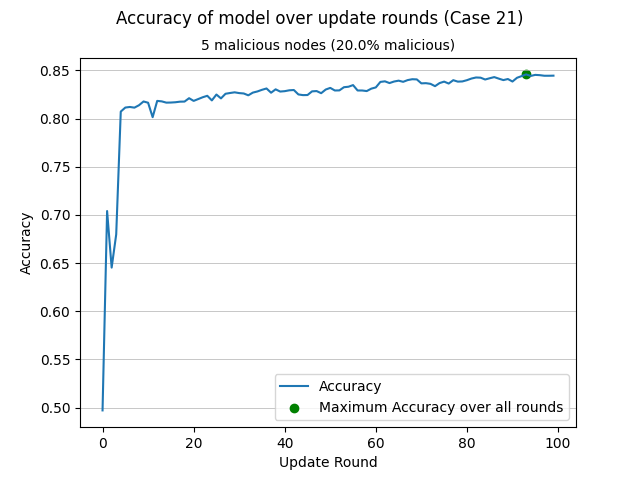 Accuracy of model over update rounds (Case 21)
5 malicious nodes (20.0% malicious)
0.85
0.80
0.75
0.70
0.65
0.60
0.55
0.50
Accuracy
Accuracy
Maximum Accuracy over all rounds
0 20 40 60 80 100
Update Round